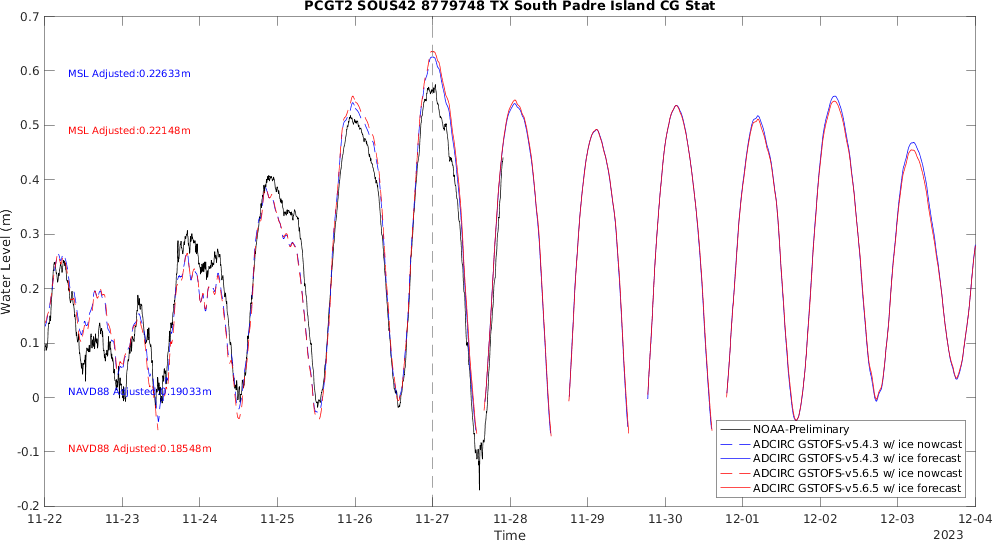 PCGT2 SOUS42 8779748 TX South Padre Island CG Stat
0.7
0.6
0.5
0.4
0.3
0.2
0.1
0
-0.1
-0.2
Water Level (m)
MSL Adjusted:0.22633m
MSL Adjusted:0.22148m
NAVD88 Adjusted:0.19033m
NAVD88 Adjusted:0.18548m
NOAA-Preliminary
ADCIRC GSTOFS-v5.4.3 w/ ice nowcast
ADCIRC GSTOFS-v5.4.3 w/ ice forecast
ADCIRC GSTOFS-v5.6.5 w/ ice nowcast
ADCIRC GSTOFS-v5.6.5 w/ ice forecast
11-22 11-23 11-24 11-25 11-26 11-27 11-28 11-29 11-30 12-01 12-02 12-03 12-04
Time
2023